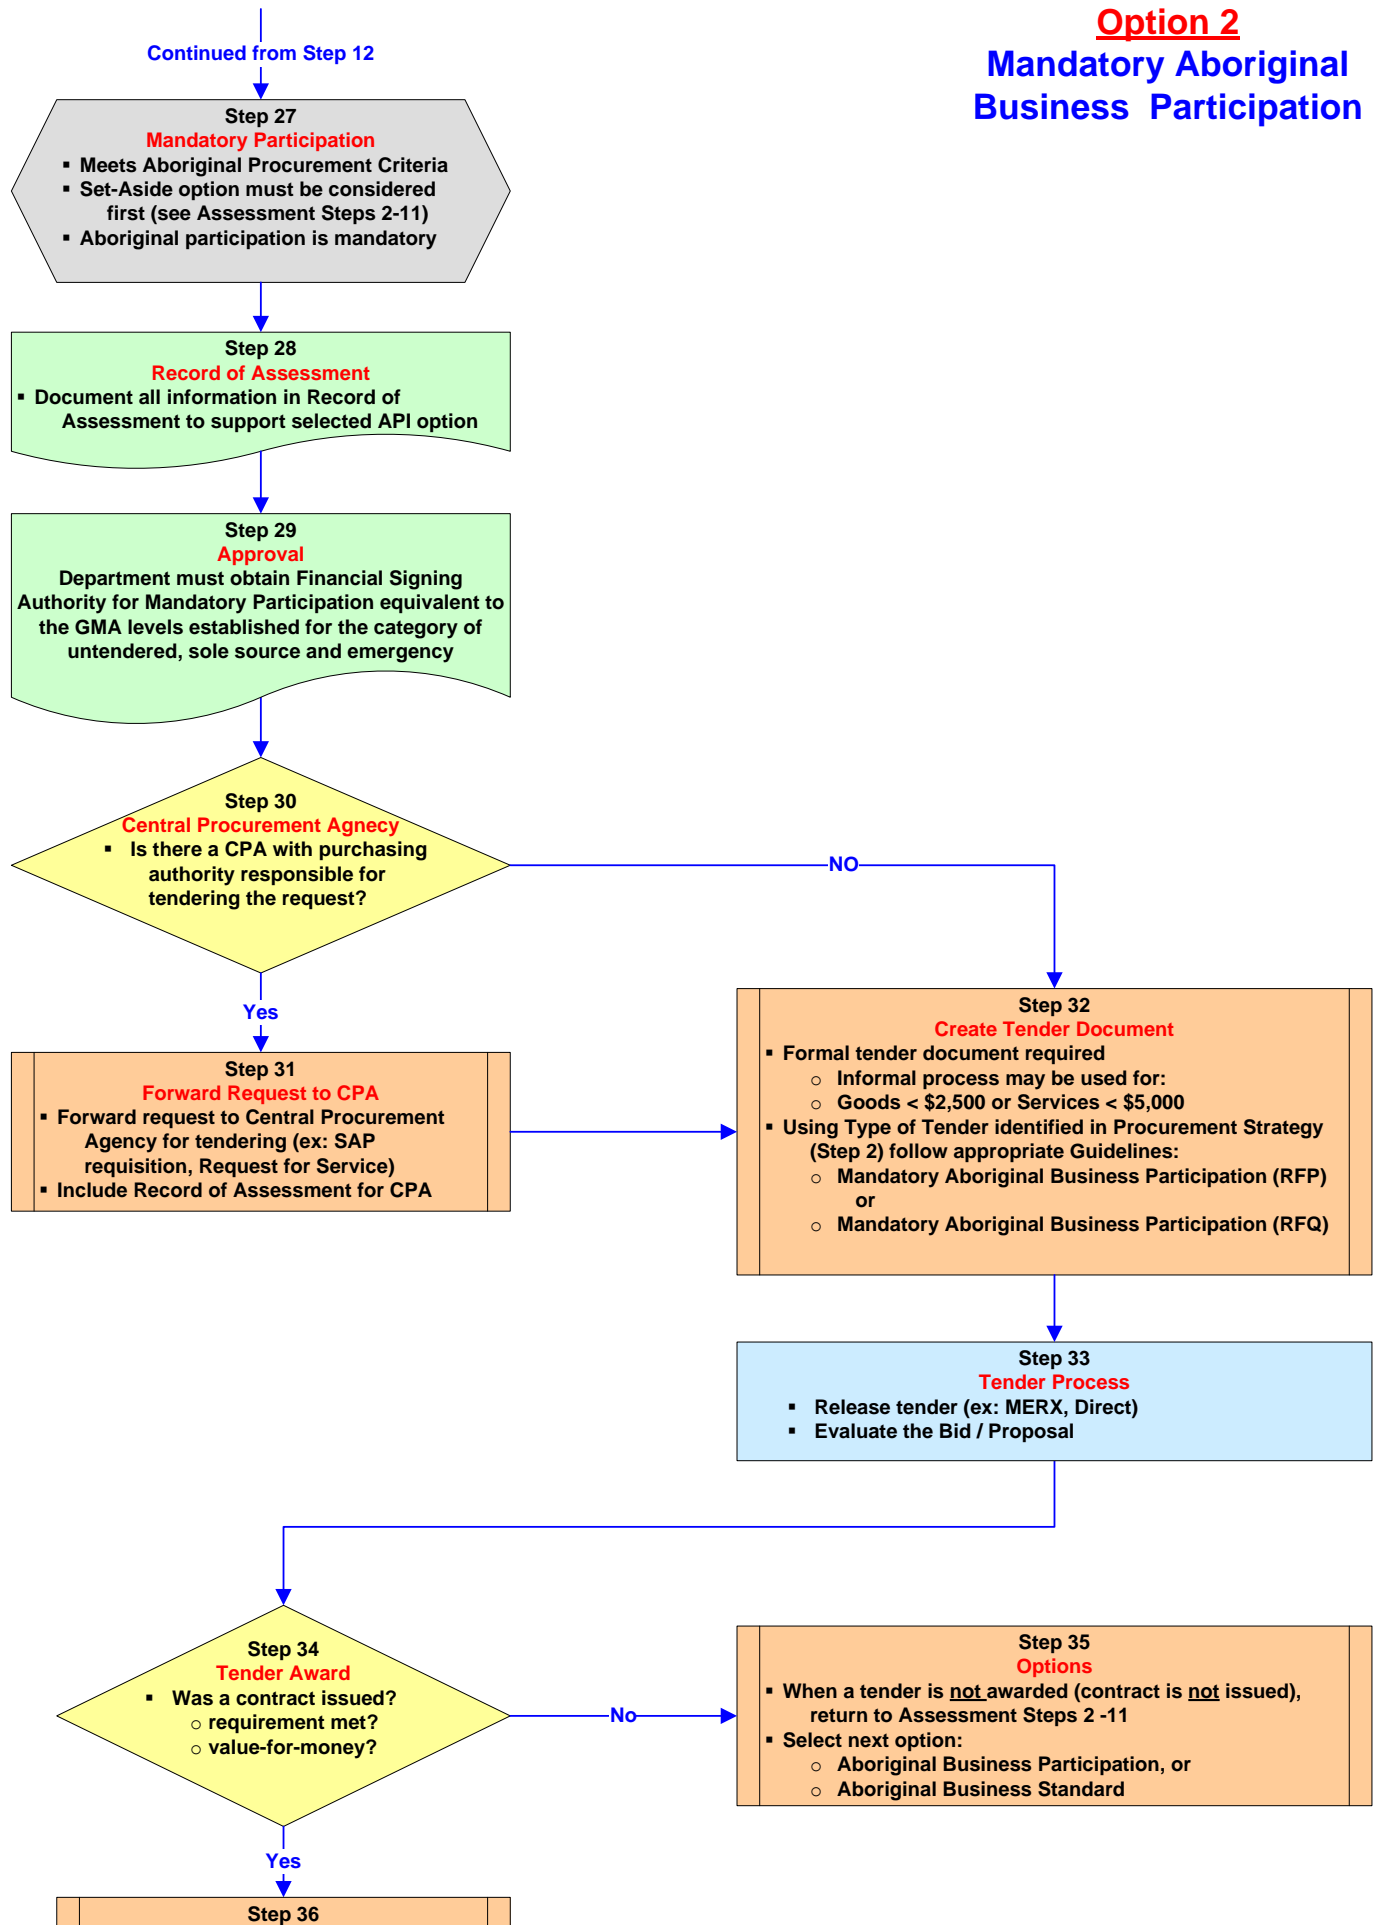 Option 2
Mandatory Aboriginal
Business Participation
Continued from Step 12
Step 27
Mandatory Participation
▪ Meets Aboriginal Procurement Criteria
▪ Set-Aside option must be considered
first (see Assessment Steps 2-11)
▪ Aboriginal participation is mandatory
Step 28
Record of Assessment
▪ Document all information in Record of
Assessment to support selected API option
Step 29
Approval
Department must obtain Financial Signing
Authority for Mandatory Participation equivalent to
the GMA levels established for the category of
untendered, sole source and emergency
Step 30
Central Procurement Agnecy
▪ Is there a CPA with purchasing
authority responsible for
tendering the request?
NO
Yes
Step 31
Forward Request to CPA
▪ Forward request to Central Procurement
Agency for tendering (ex: SAP
requisition, Request for Service)
▪ Include Record of Assessment for CPA
Step 32
Create Tender Document
▪ Formal tender document required
o Informal process may be used for:
o Goods < $2,500 or Services < $5,000
▪ Using Type of Tender identified in Procurement Strategy
(Step 2) follow appropriate Guidelines:
o Mandatory Aboriginal Business Participation (RFP)
or
o Mandatory Aboriginal Business Participation (RFQ)
Step 33
Tender Process
▪ Release tender (ex: MERX, Direct)
▪ Evaluate the Bid / Proposal
Step 34
Tender Award
▪ Was a contract issued?
o requirement met?
o value-for-money?
No
Step 35
Options
▪ When a tender is not awarded (contract is not issued),
return to Assessment Steps 2 -11
▪ Select next option:
o Aboriginal Business Participation, or
o Aboriginal Business Standard
Yes
Step 36